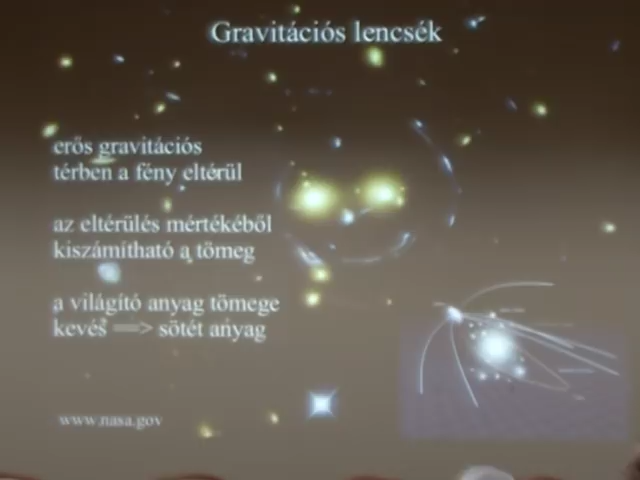 Gravitációs lencsék
erős gravitációs
térben a fény eltérül
az eltérülés mértékéből
kiszámítható a tömeg
a világító anyag tömege
kevés ==> sötét anyag
www.nasa.gov